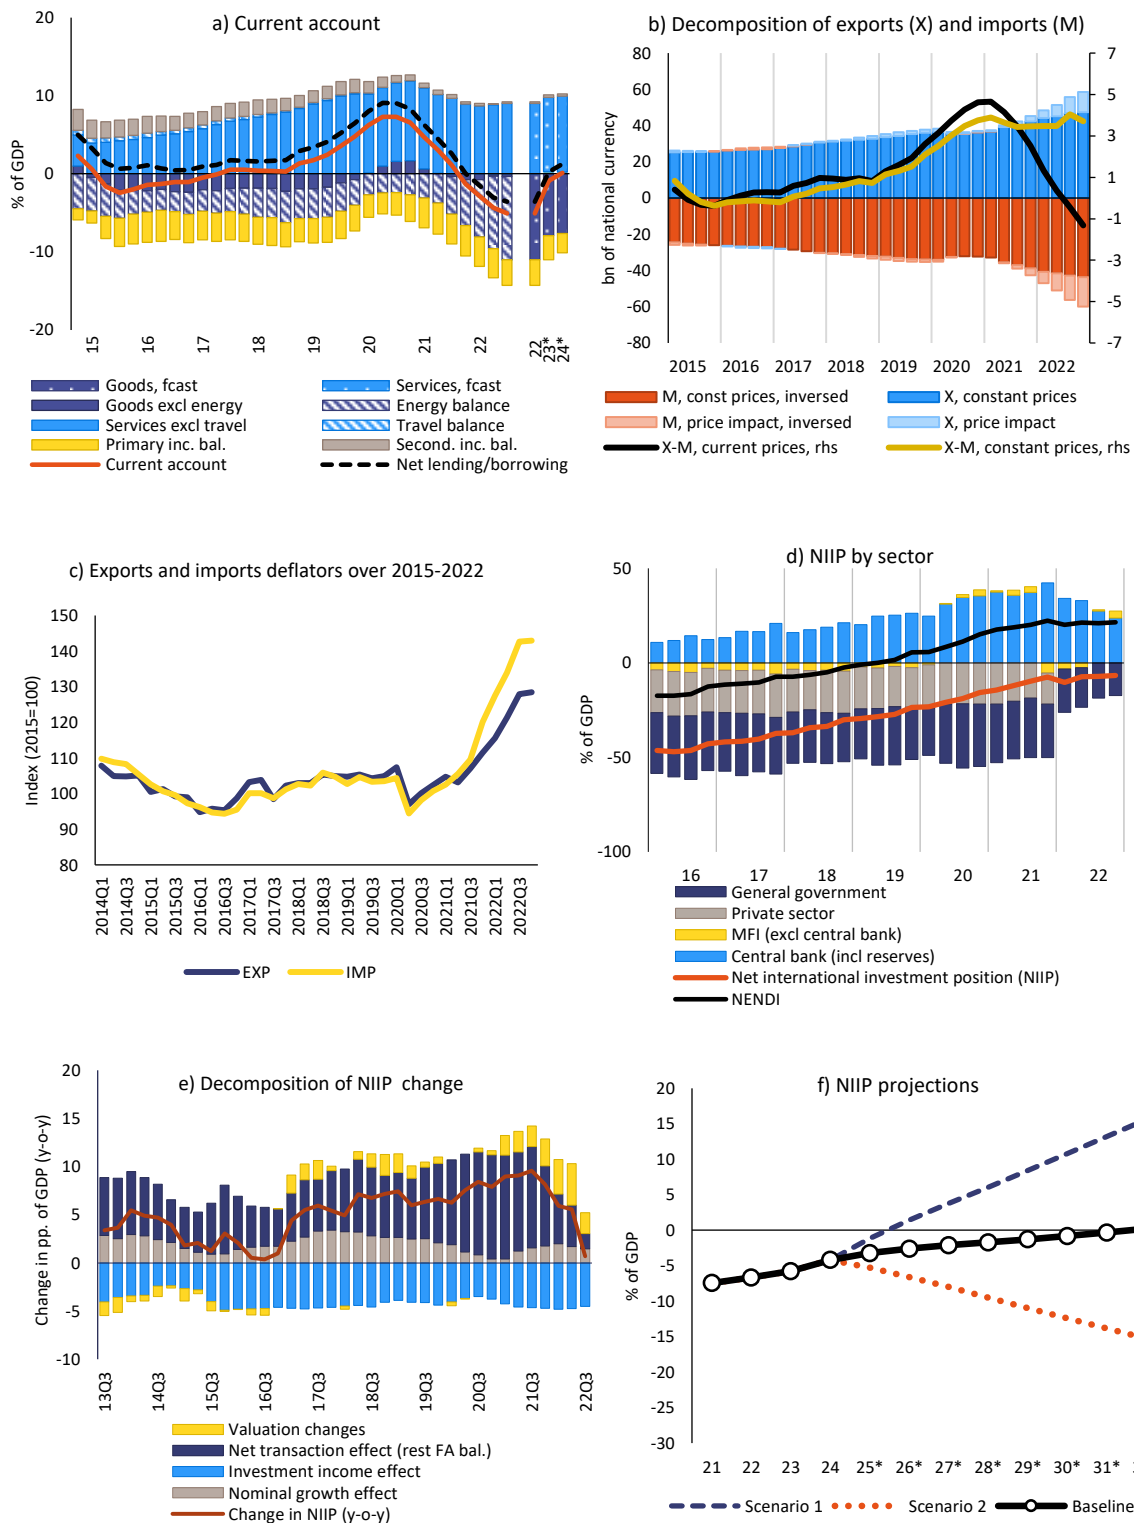 a) Current account
% of GDP
20
10
0
-10
-20
15
16
17
18
19
20
21
22
22
23*
24*
Goods, fcast
Services, fcast
Goods excl energy
Energy balance
Services excl travel
Travel balance
Primary inc. bal.
Second. inc. bal.
Current account
Net lending/borrowing
b) Decomposition of exports (X) and imports (M)
bn of national currency
80
60
40
20
0
-20
-40
-60
-80
7
5
3
1
-1
-3
-5
-7
2015 2016 2017 2018 2019 2020 2021 2022
M, const prices, inversed
X, constant prices
M, price impact, inversed
X, price impact
X-M, current prices, rhs
X-M, constant prices, rhs
c) Exports and imports deflators over 2015-2022
Index (2015=100)
150
140
130
120
110
100
90
80
2014Q1
2014Q3
2015Q1
2015Q3
2016Q1
2016Q3
2017Q1
2017Q3
2018Q1
2018Q3
2019Q1
2019Q3
2020Q1
2020Q3
2021Q1
2021Q3
2022Q1
2022Q3
EXP
IMP
d) NIIP by sector
% of GDP
50
0
-50
-100
16 17 18 19 20 21 22
General government
Private sector
MFI (excl central bank)
Central bank (incl reserves)
Net international investment position (NIIP)
NENDI
e) Decomposition of NIIP change
Change in pp. of GDP (y-o-y)
20
15
10
5
0
-5
-10
13Q3
14Q3
15Q3
16Q3
17Q3
18Q3
19Q3
20Q3
21Q3
22Q3
Valuation changes
Net transaction effect (rest FA bal.)
Investment income effect
Nominal growth effect
Change in NIIP (y-o-y)
f) NIIP projections
% of GDP
20
15
10
5
0
-5
-10
-15
-20
-25
-30
21 22 23 24 25* 26* 27* 28* 29* 30* 31*
Scenario 1
Scenario 2
Baseline